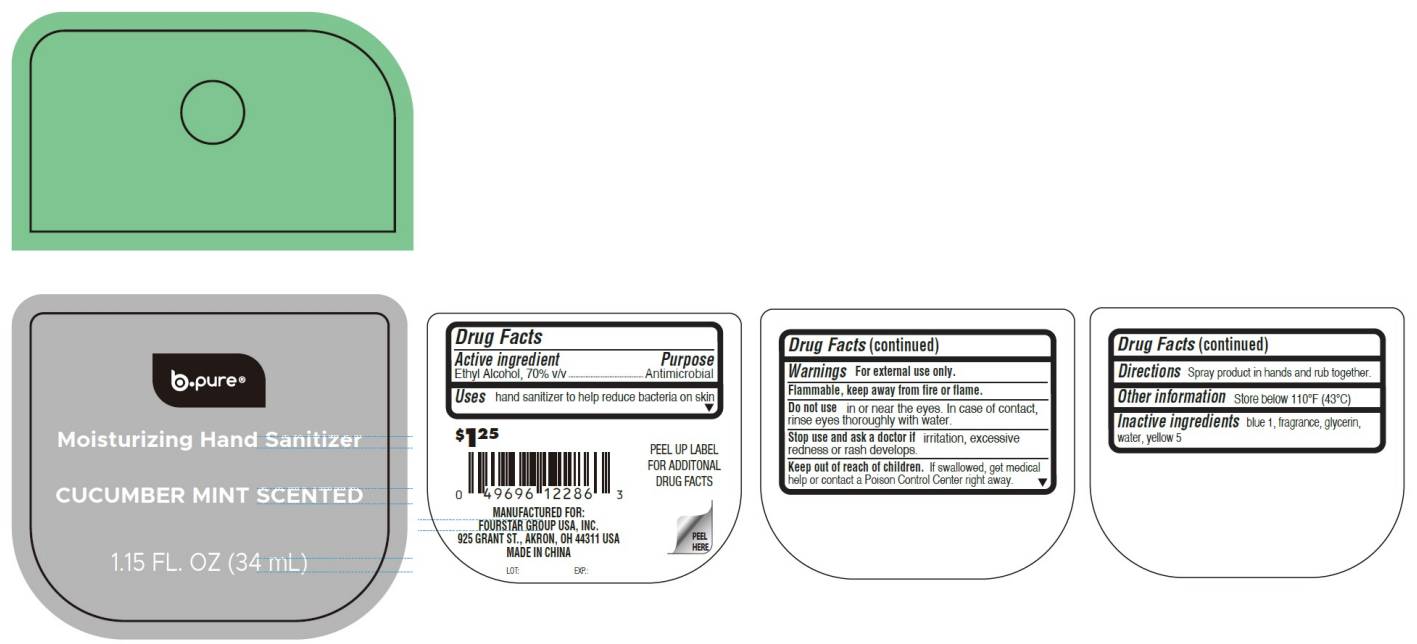 b.pure®
Moisturizing Hand Sanitizer
CUCUMBER MINT SCENTED
1.15 FL. OZ (34 mL)
Drug Facts
Active ingredient Purpose
Ethyl Alcohol, 70% v/v ........................ Antimicrobial
Uses hand sanitizer to help reduce bacteria on skin
▼
$1.25
0 49696 12286 3
PEEL UP LABEL
FOR ADDITONAL
DRUG FACTS
MANUFACTURED FOR:
FOURSTAR GROUP USA, INC.
925 GRANT ST., AKRON, OH 44311 USA
MADE IN CHINA
PEEL
HERE
LOT: EXP.:
Drug Facts (continued)
Warnings For external use only.
Flammable, keep away from fire or flame.
Do not use in or near the eyes. In case of contact,
rinse eyes thoroughly with water.
Stop use and ask a doctor if irritation, excessive
redness or rash develops.
Keep out of reach of children. If swallowed, get medical
help or contact a Poison Control Center right away. ▼
Drug Facts (continued)
Directions Spray product in hands and rub together.
Other information Store below 110°F (43°C)
Inactive ingredients blue 1, fragrance, glycerin,
water, yellow 5